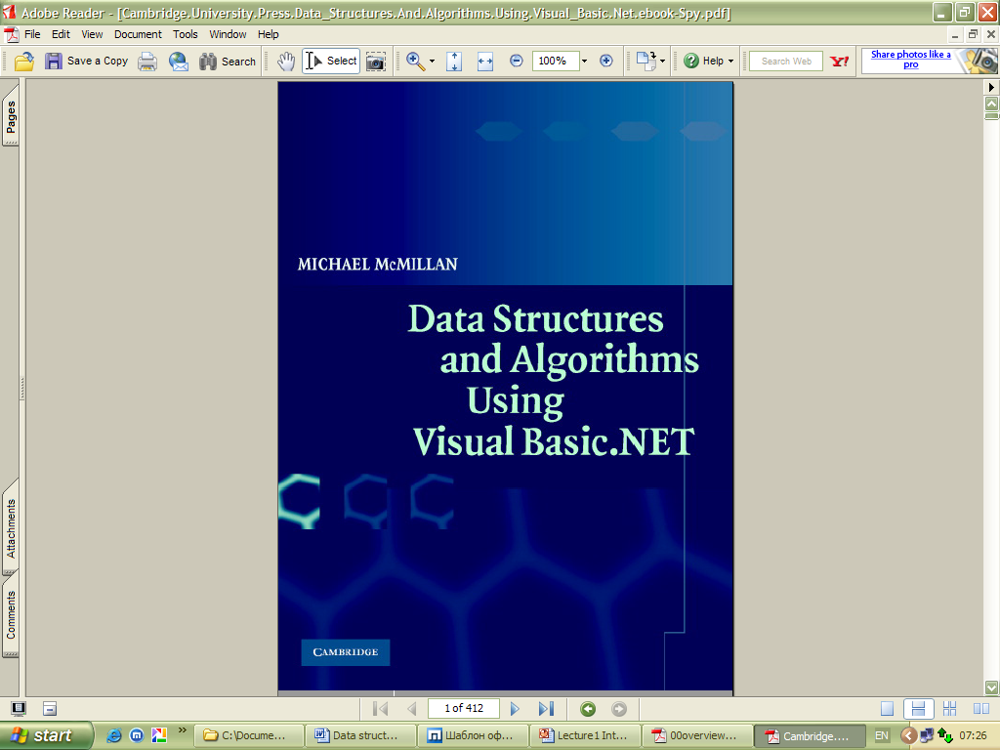 Adobe Reader - [Cambridge.University.Press.Data_Structures.And.Algorithms.Using.Visual_Basic.Net.ebook-Spy.pdf]
File Edit View Document Tools Window Help
Save a Copy Search Select 100% Help Search Web Y! Share photos like a pro
Pages
MICHAEL McMILLAN
Data Structures
and Algorithms
Using
Visual Basic.NET
Attachments
Comments
CAMBRIDGE
1 of 412
start » C:\Docume... Data struct... Шаблон оф... Lecture1 Int... 00overview... Cambridge.... EN 07:26